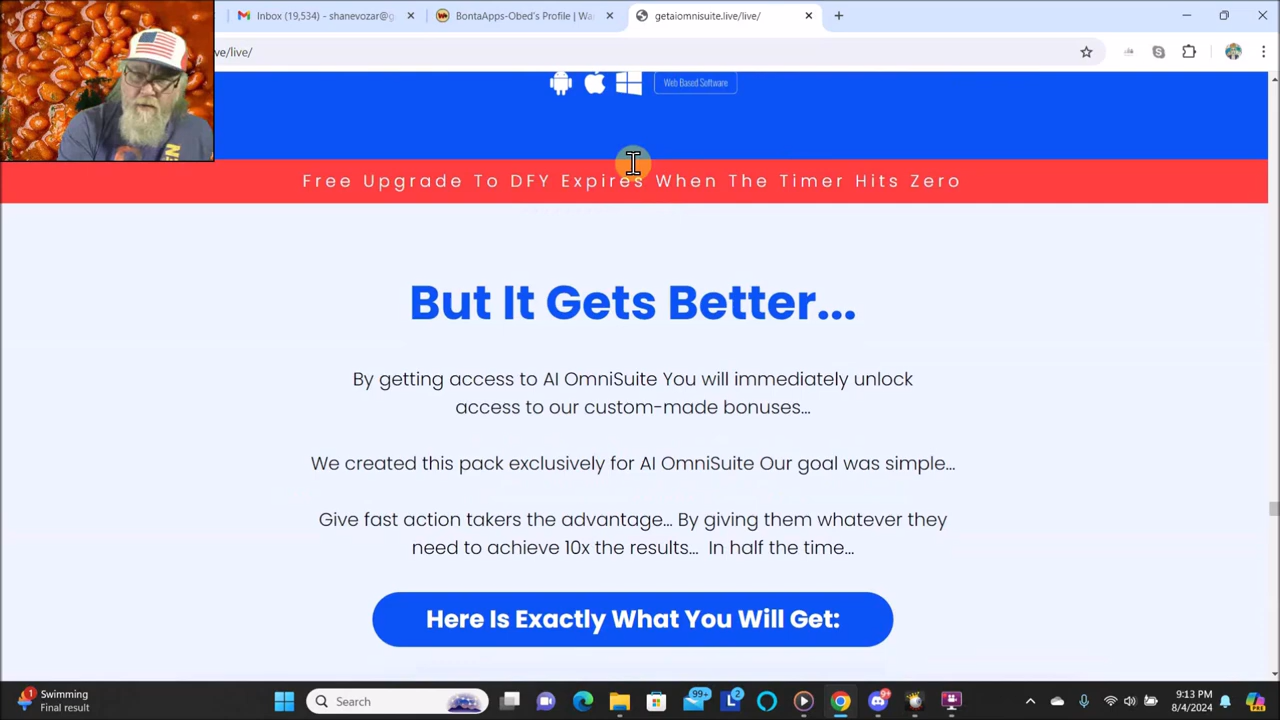 Inbox (19,534) - shanevozar@g
BontaApps-Obed's Profile | Wa
getaiomnisuite.live/live/
ve/live/
Web Based Software
Free Upgrade To DFY Expires When The Timer Hits Zero
But It Gets Better...
By getting access to AI OmniSuite You will immediately unlock
access to our custom-made bonuses...
We created this pack exclusively for AI OmniSuite Our goal was simple...
Give fast action takers the advantage... By giving them whatever they
need to achieve 10x the results... In half the time...
Here Is Exactly What You Will Get:
1
Swimming
Final result
Search
99+
2
9+
9:13 PM
8/4/2024
PRE